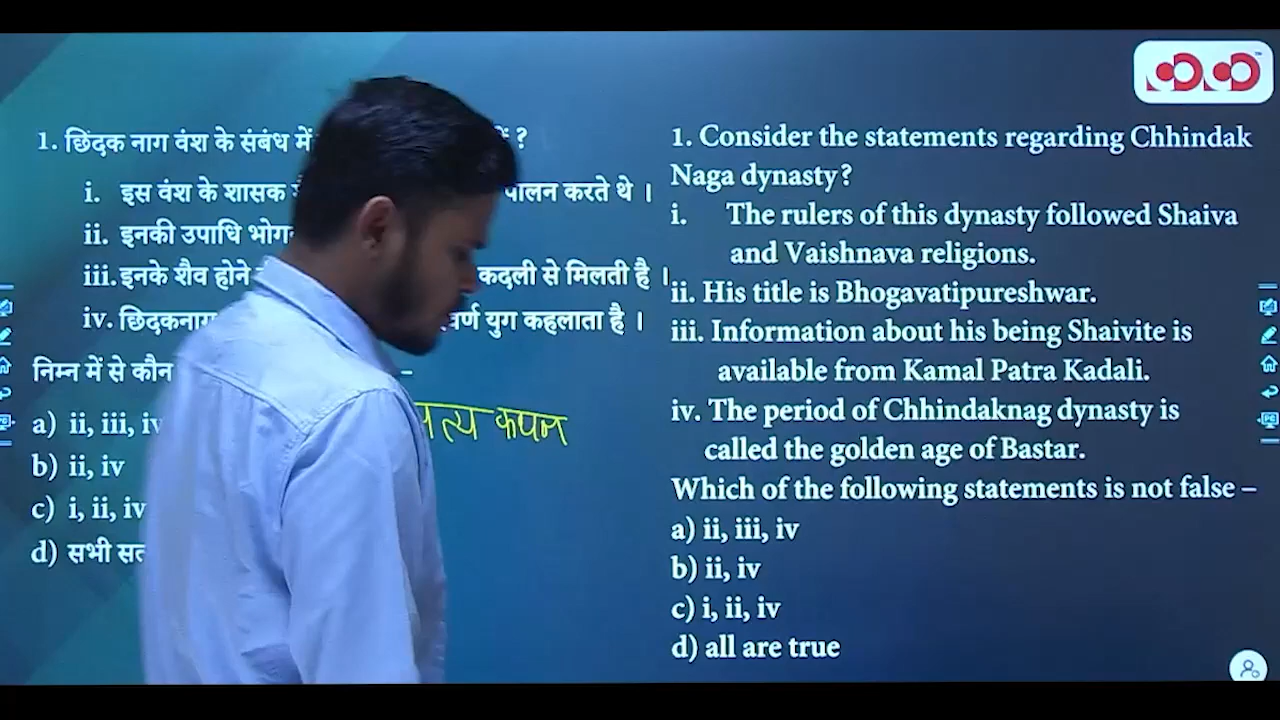 1. छिंदक नाग वंश के संबंध में ?
i. इस वंश के शासक पालन करते थे ।
ii. इनकी उपाधि
iii. इनके शैव होने कदली से मिलती है ।
iv. युग कहलाता है ।
निम्न में से कौन –
कथन
a) ii, iii, iv
b) ii, iv
c) i, ii, iv
d) सभी
1. Consider the statements regarding Chhindak
Naga dynasty?
i. The rulers of this dynasty followed Shaiva
and Vaishnava religions.
ii. His title is Bhogavatipureshwar.
iii. Information about his being Shaivite is
available from Kamal Patra Kadali.
iv. The period of Chhindaknag dynasty is
called the golden age of Bastar.
Which of the following statements is not false –
a) ii, iii, iv
b) ii, iv
c) i, ii, iv
d) all are true